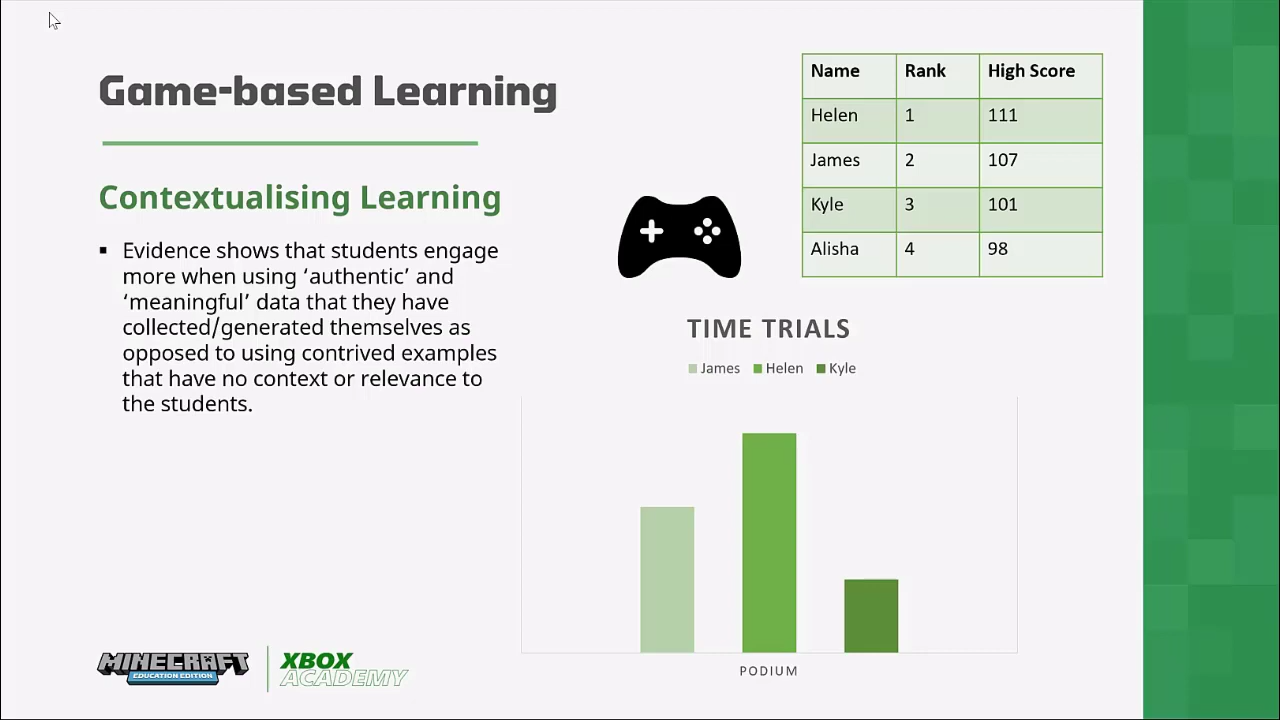 Game-based Learning
Contextualising Learning
▪ Evidence shows that students engage
more when using ‘authentic’ and
‘meaningful’ data that they have
collected/generated themselves as
opposed to using contrived examples
that have no context or relevance to
the students.
Name Rank High Score
Helen 1 111
James 2 107
Kyle 3 101
Alisha 4 98
TIME TRIALS
James Helen Kyle
PODIUM
MINECRAFT
EDUCATION EDITION
XBOX
ACADEMY